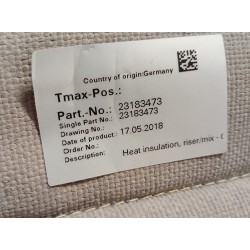 Country of origin:Germany
Tmax-Pos.:
Part.-No.: 23183473
Single Part No.: 23183473
Drawing No.:
Date of product: 17.05.2018
Order No.:
Description: Heat insulation, riser/mix -